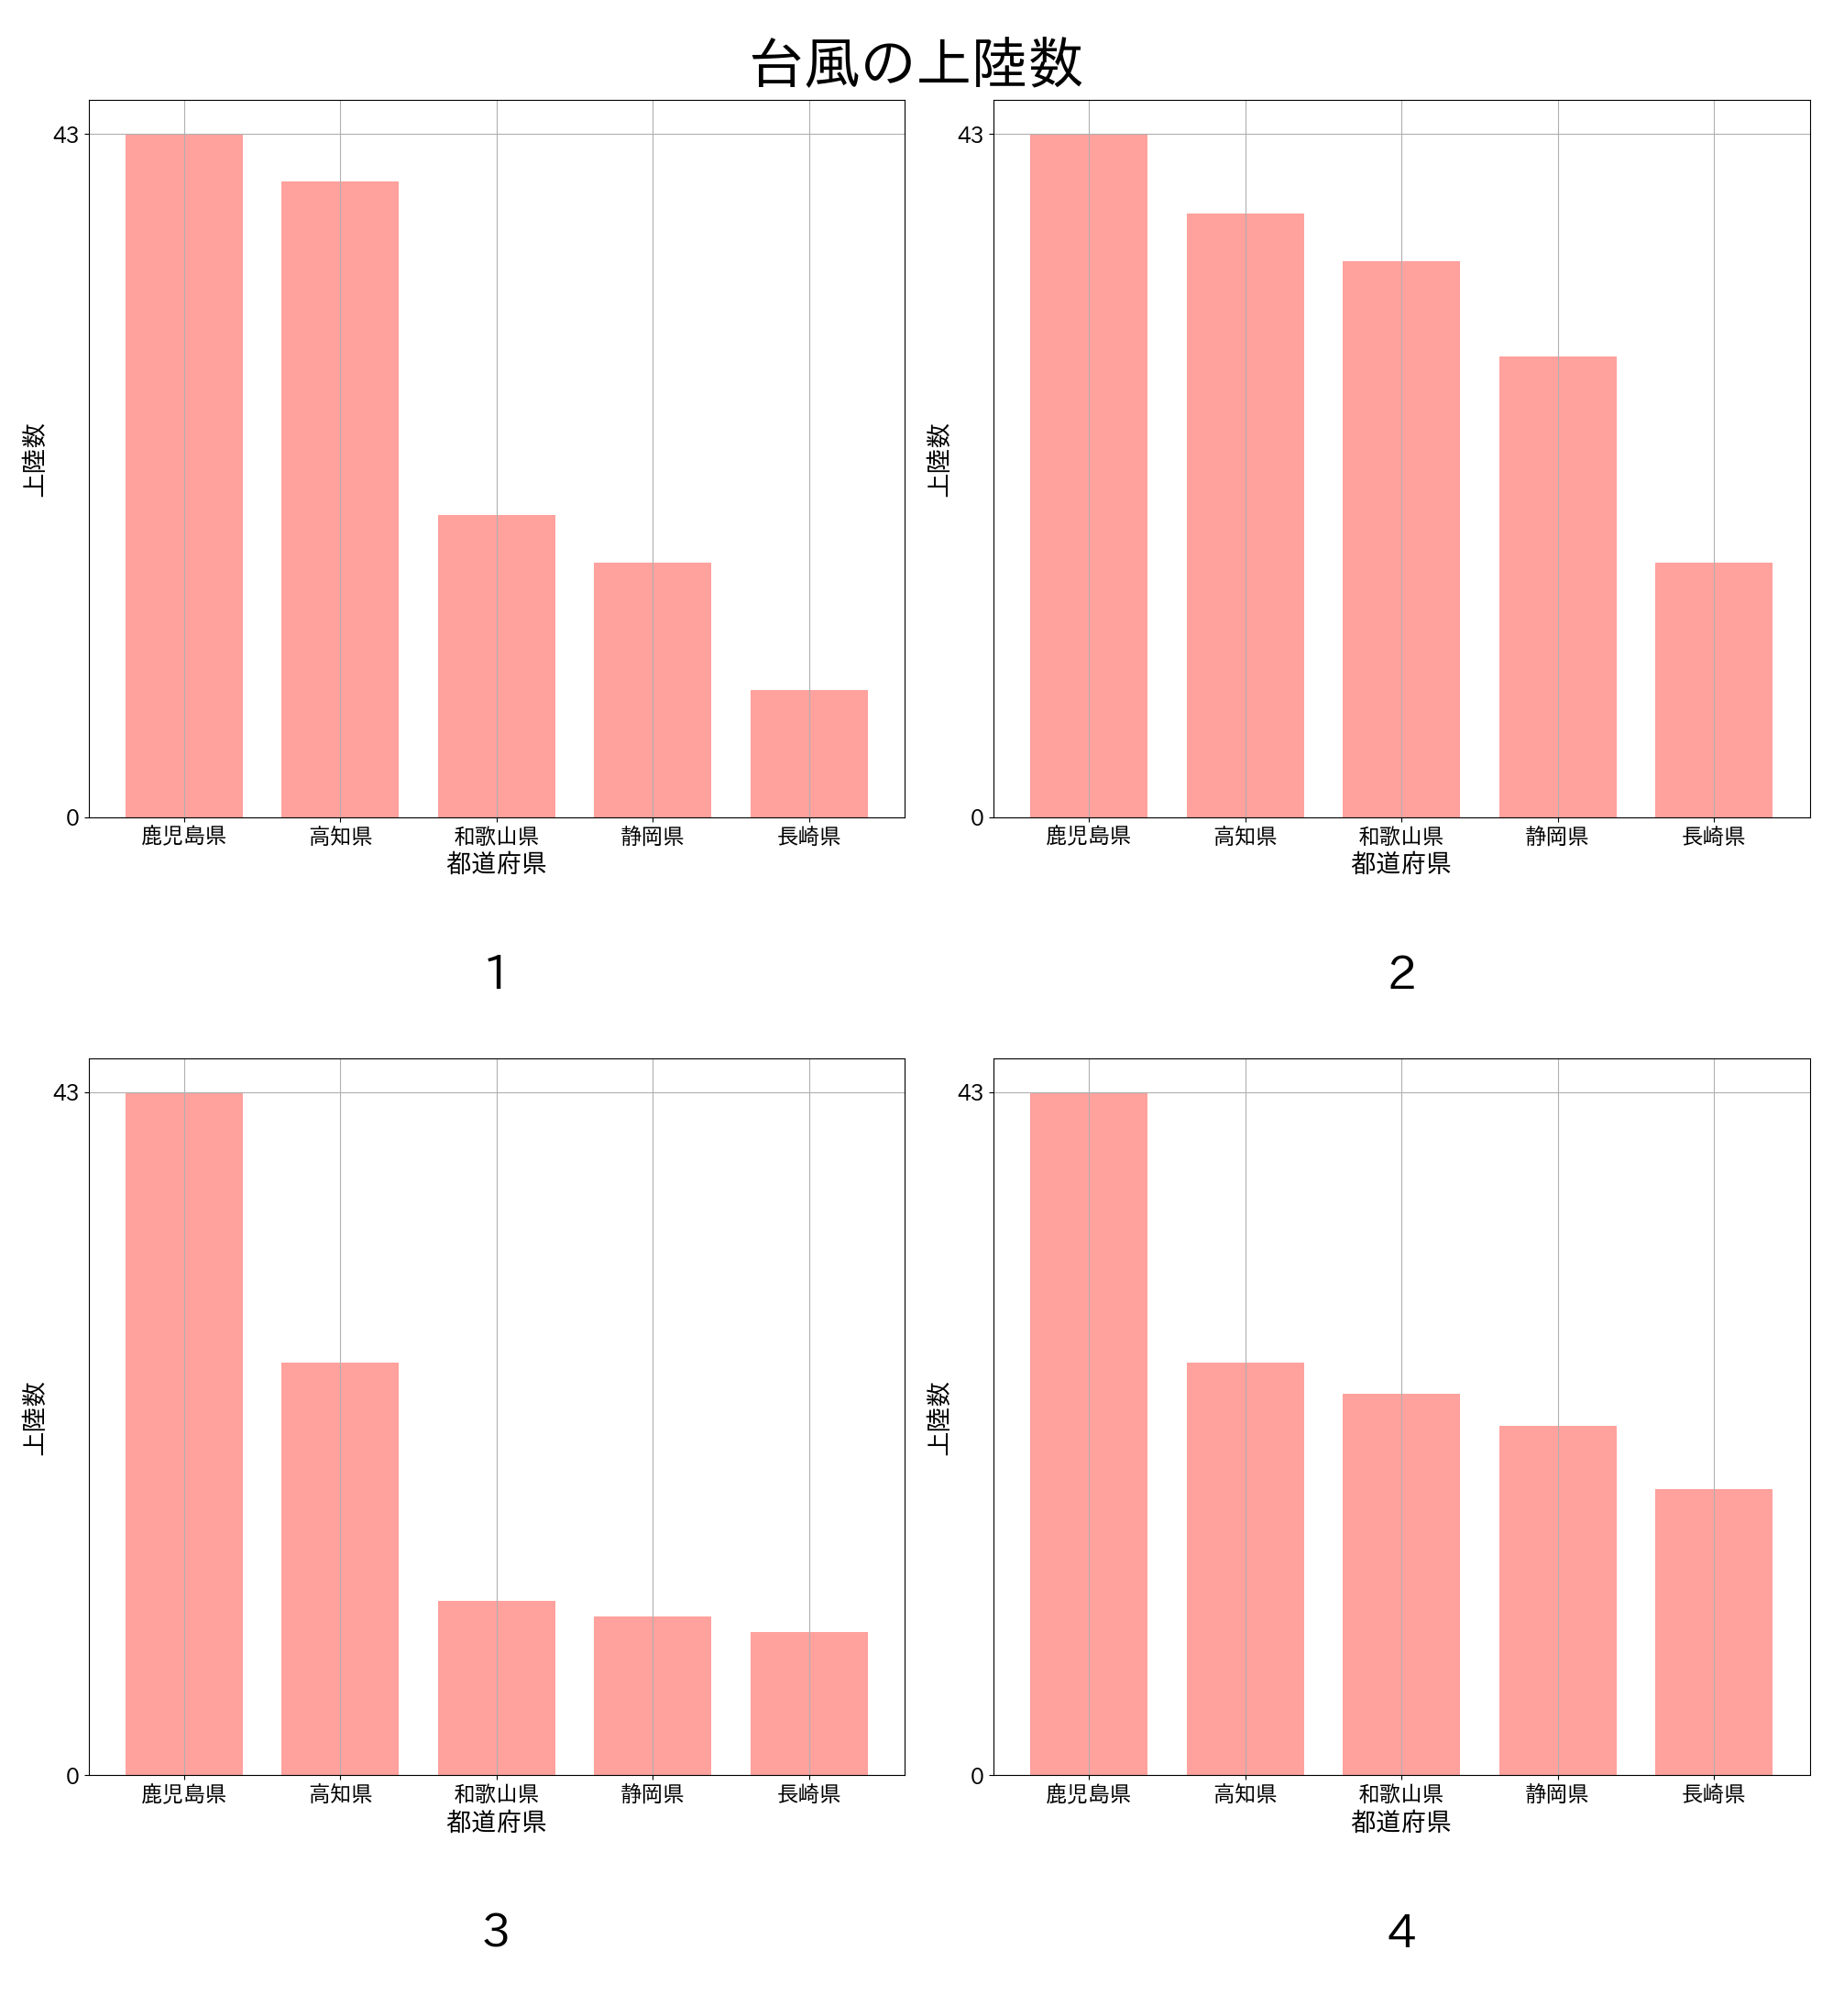 台風の上陸数
43
上陸数
0
鹿児島県 高知県 和歌山県 静岡県 長崎県
都道府県
1
43
上陸数
0
鹿児島県 高知県 和歌山県 静岡県 長崎県
都道府県
2
43
上陸数
0
鹿児島県 高知県 和歌山県 静岡県 長崎県
都道府県
3
43
上陸数
0
鹿児島県 高知県 和歌山県 静岡県 長崎県
都道府県
4